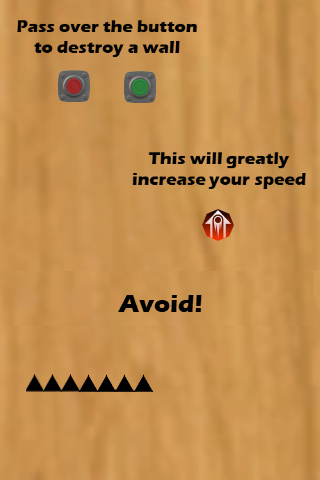 Pass over the button
to destroy a wall
This will greatly
increase your speed
Avoid!